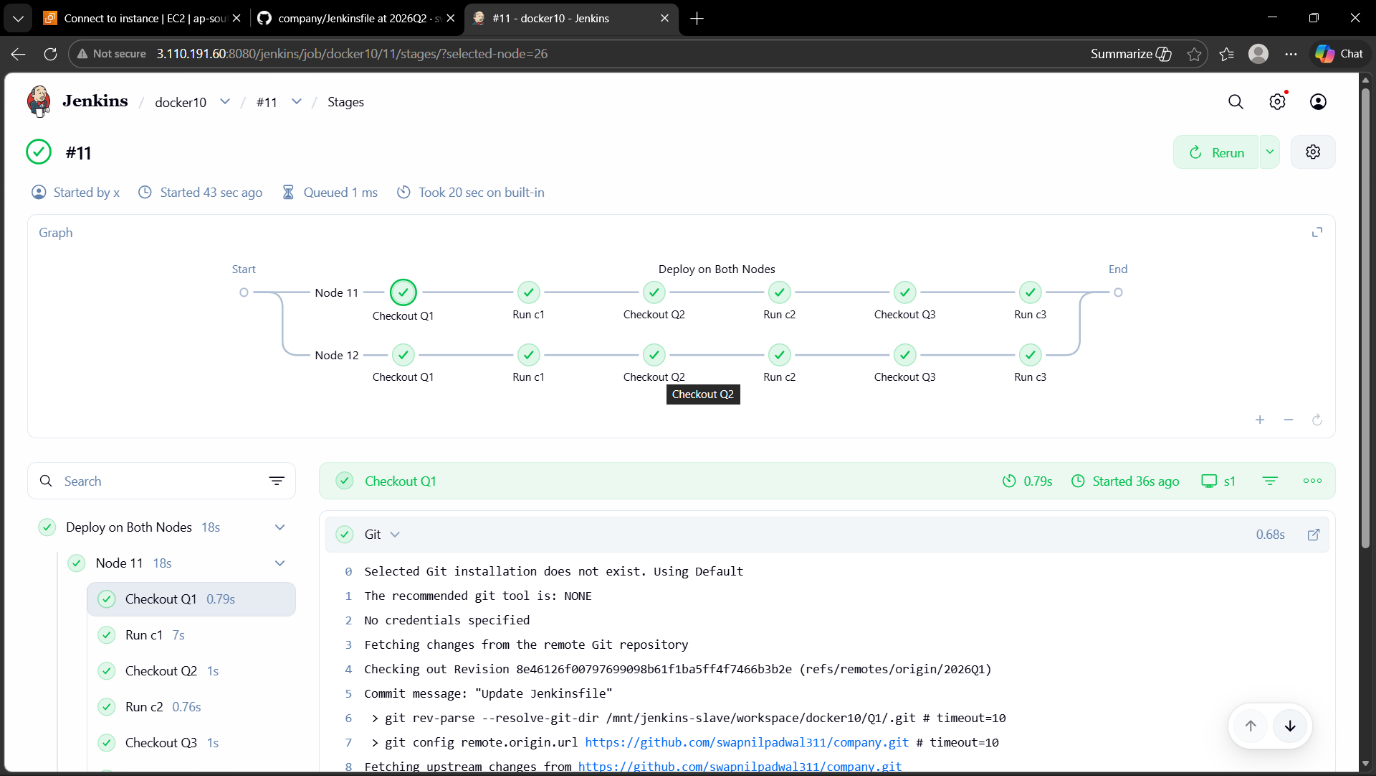 Connect to instance | EC2 | ap-sou
company/Jenkinsfile at 2026Q2 · sw
#11 - docker10 - Jenkins
Not secure
3.110.191.60:8080/jenkins/job/docker10/11/stages/?selected-node=26
Summarize
Chat
Jenkins / docker10 / #11 / Stages
#11
Rerun
Started by x
Started 43 sec ago
Queued 1 ms
Took 20 sec on built-in
Graph
Start
Deploy on Both Nodes
End
Node 11
Checkout Q1
Run c1
Checkout Q2
Run c2
Checkout Q3
Run c3
Node 12
Checkout Q1
Run c1
Checkout Q2
Run c2
Checkout Q3
Run c3
Checkout Q2
Search
Deploy on Both Nodes 18s
Node 11 18s
Checkout Q1 0.79s
Run c1 7s
Checkout Q2 1s
Run c2 0.76s
Checkout Q3 1s
Checkout Q1
0.79s
Started 36s ago
s1
Git
0.68s
0 Selected Git installation does not exist. Using Default
1 The recommended git tool is: NONE
2 No credentials specified
3 Fetching changes from the remote Git repository
4 Checking out Revision 8e46126f00797699098b61f1ba5ff4f7466b3b2e (refs/remotes/origin/2026Q1)
5 Commit message: "Update Jenkinsfile"
6 > git rev-parse --resolve-git-dir /mnt/jenkins-slave/workspace/docker10/Q1/.git # timeout=10
7 > git config remote.origin.url https://github.com/swapnilpadwal311/company.git # timeout=10
8 Fetching upstream changes from https://github.com/swapnilpadwal311/company.git